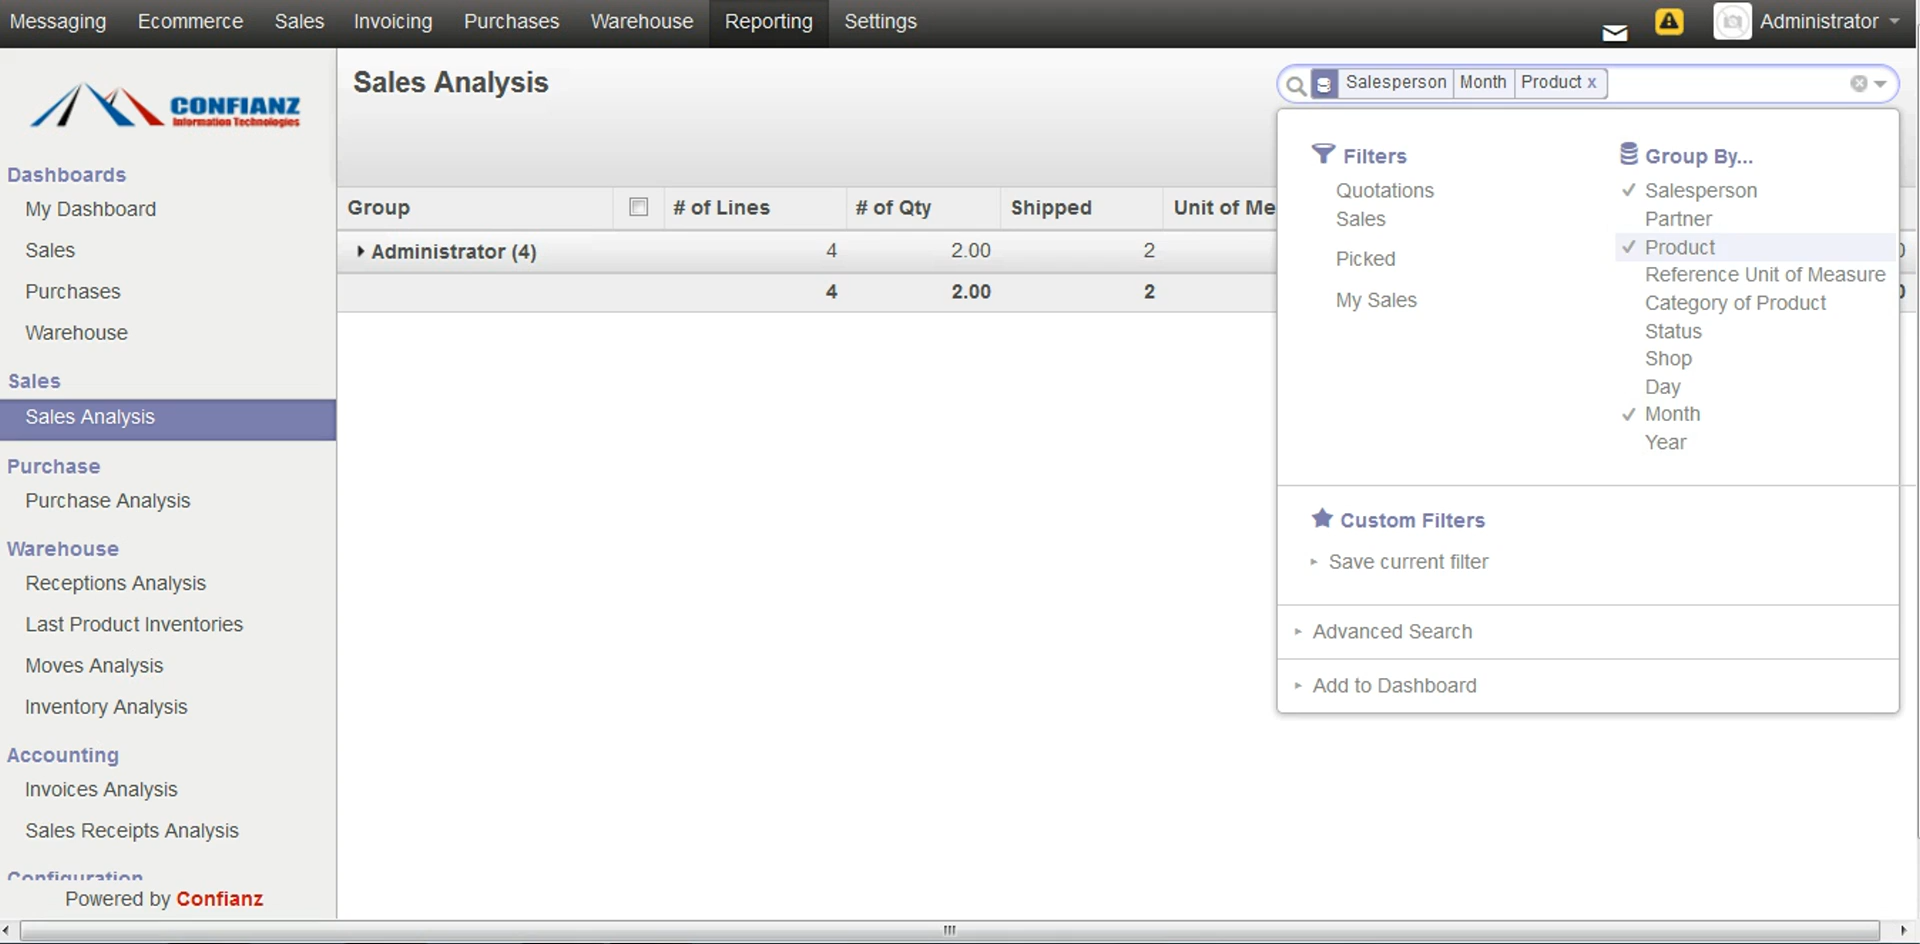 Messaging Ecommerce Sales Invoicing Purchases Warehouse Reporting Settings Administrator
CONFIANZ
Information Technologies
Dashboards
My Dashboard
Sales
Purchases
Warehouse
Sales
Sales Analysis
Purchase
Purchase Analysis
Warehouse
Receptions Analysis
Last Product Inventories
Moves Analysis
Inventory Analysis
Accounting
Invoices Analysis
Sales Receipts Analysis
Configuration
Powered by Confianz
Sales Analysis
Salesperson Month Product x
Group # of Lines # of Qty Shipped Unit of Me
Administrator (4) 4 2.00 2
4 2.00 2
Filters
Quotations
Sales
Picked
My Sales
Group By...
Salesperson
Partner
Product
Reference Unit of Measure
Category of Product
Status
Shop
Day
Month
Year
Custom Filters
Save current filter
Advanced Search
Add to Dashboard